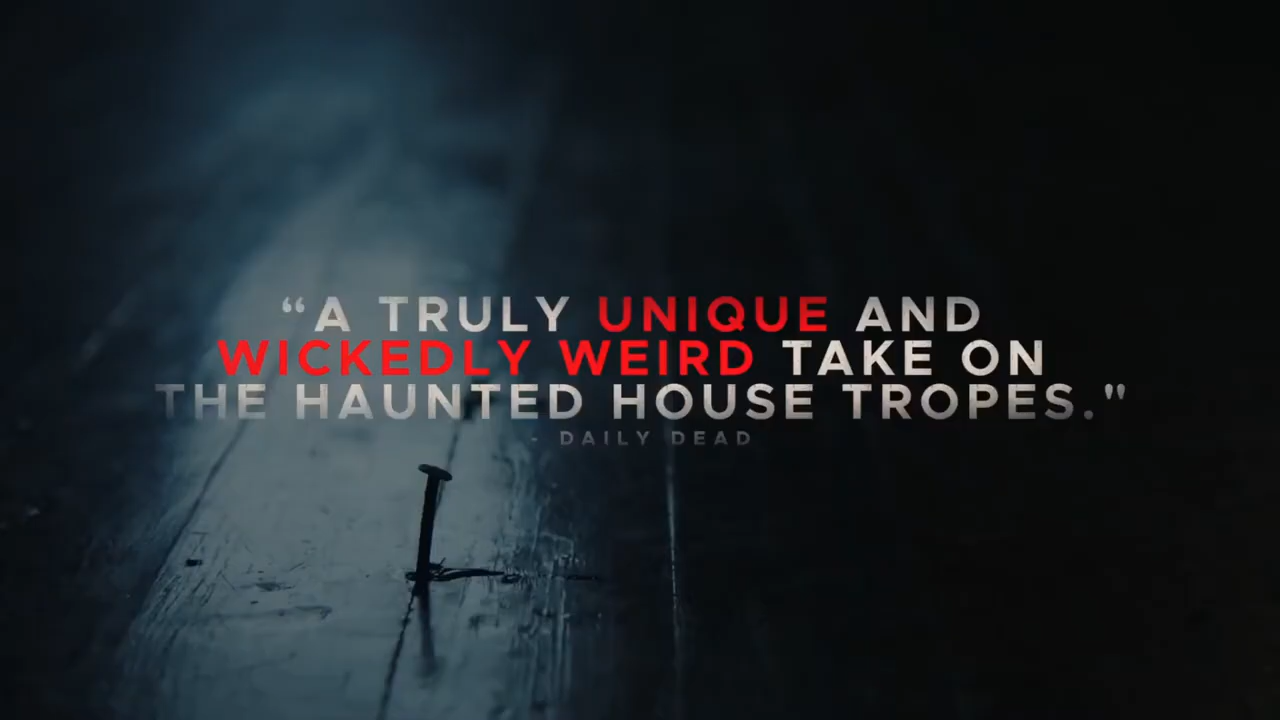 “A TRULY UNIQUE AND
WICKEDLY WEIRD TAKE ON
THE HAUNTED HOUSE TROPES."
- DAILY DEAD